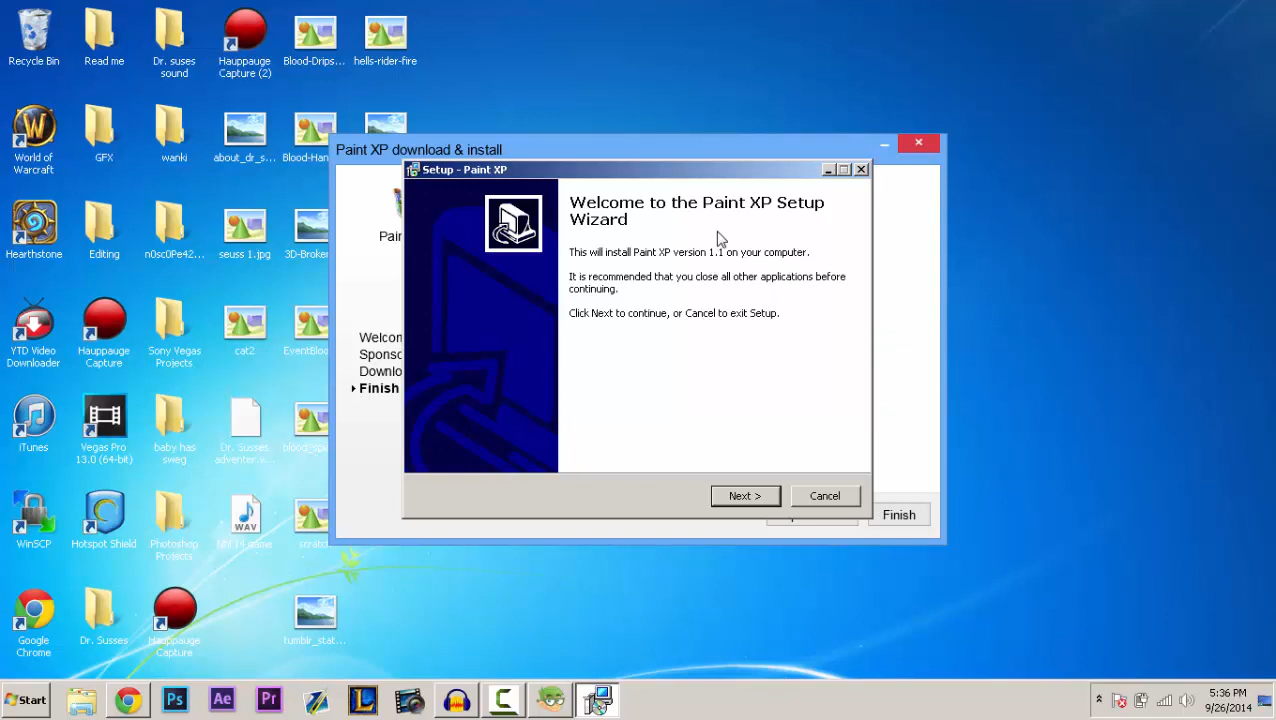 Recycle Bin
Read me
Dr. suses
sound
Hauppauge
Capture (2)
Blood-Drips...
hells-rider-fire
World of
Warcraft
GFX
wanki
about_dr_s...
Blood-Han
Hearthstone
Editing
n0sc0Pe42...
seuss 1.jpg
3D-Broken
YTD Video
Downloader
Hauppauge
Capture
Sony Vegas
Projects
cat2
EventBloo
iTunes
Vegas Pro
13.0 (64-bit)
baby has
sweg
Dr. Susses
adventer.v...
WinSCP
Hotspot Shield
Photoshop
Projects
Google
Chrome
Dr. Susses
Hauppauge
Capture
tumblr_stat...
Paint XP download & install
Pain
Welcon
Sponso
Downlo
Finish
Finish
Setup - Paint XP
Welcome to the Paint XP Setup
Wizard
This will install Paint XP version 1.1 on your computer.
It is recommended that you close all other applications before
continuing.
Click Next to continue, or Cancel to exit Setup.
Next >
Cancel
Start
Ps
Ae
Pr
L
C
5:36 PM
9/26/2014
WAV